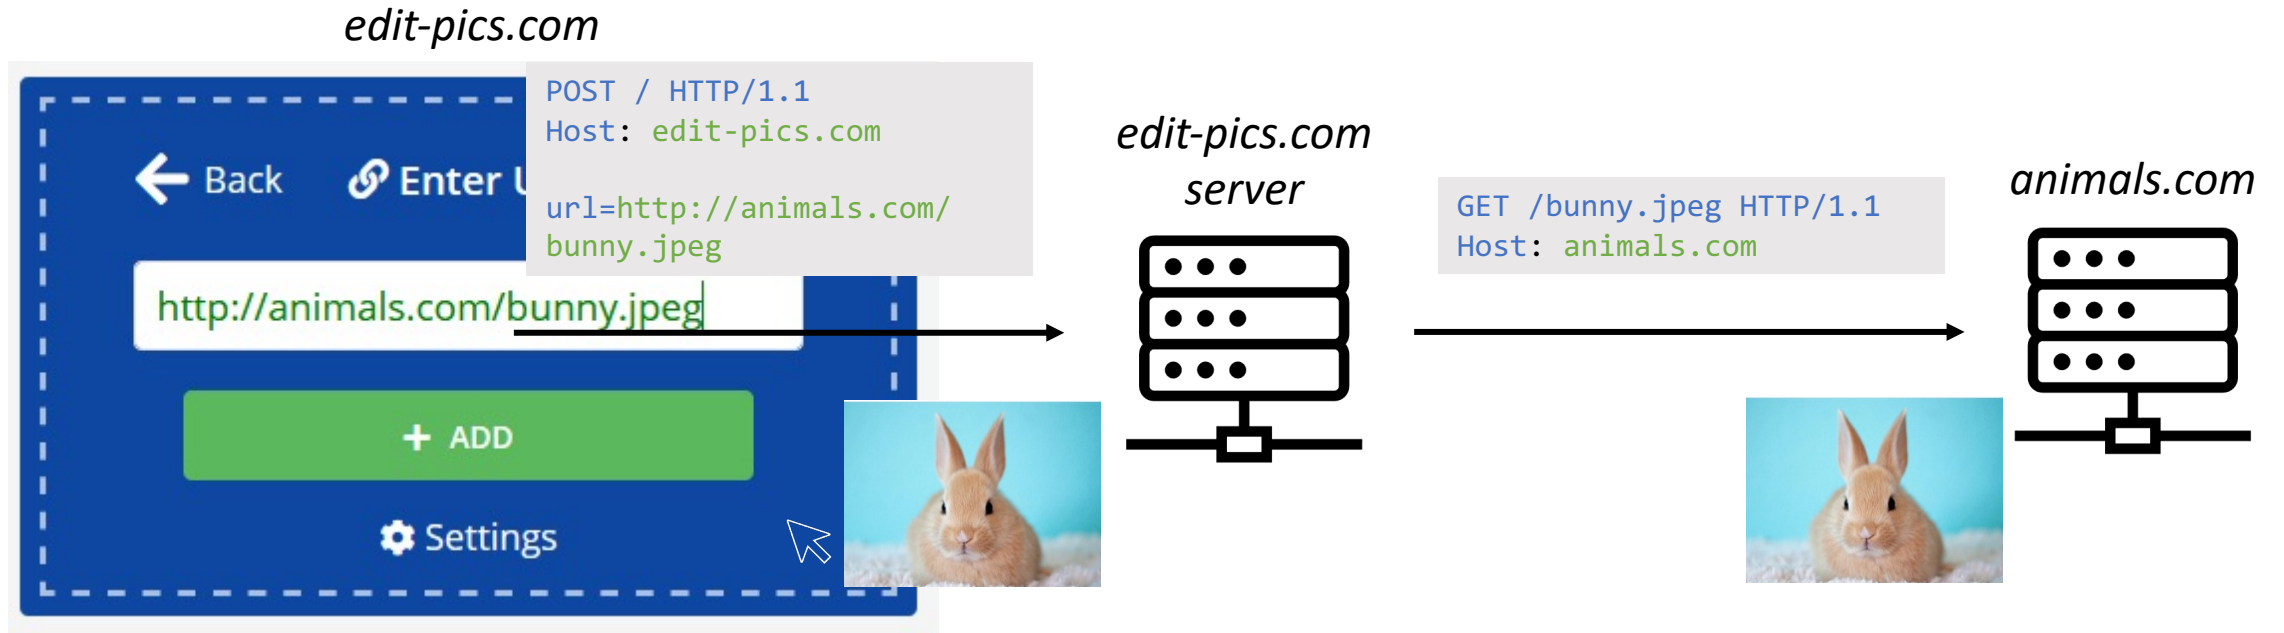 edit-pics.com
POST / HTTP/1.1
Host: edit-pics.com
url=http://animals.com/
bunny.jpeg
Back
Enter
http://animals.com/bunny.jpeg
+ ADD
Settings
edit-pics.com
server
GET /bunny.jpeg HTTP/1.1
Host: animals.com
animals.com